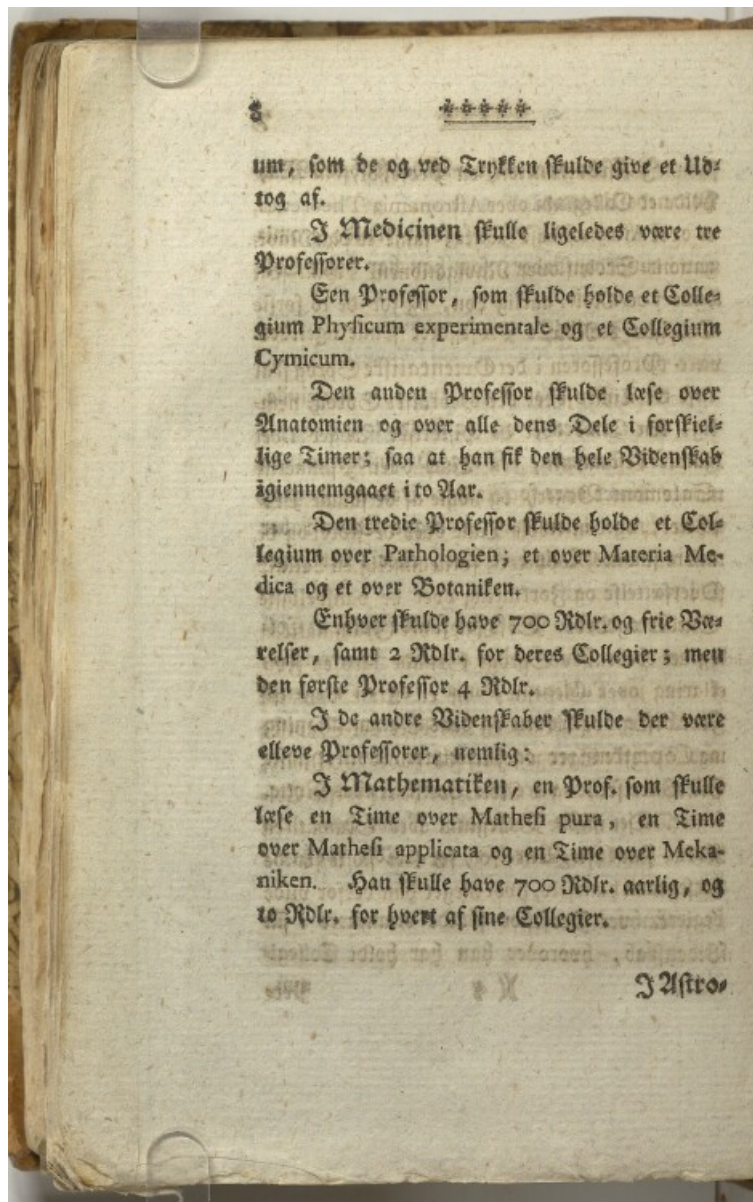 8
um, som de og ved Trykken skulde give et Ud-
tog af.
I Medicinen skulle ligeledes være tre
Professorer.
Een Professor, som skulde holde et Colle-
gium Physicum experimentale og et Collegium
Cymicum.
Den anden Professor skulde læse over
Anatomien og over alle dens Dele i forskiel-
lige Timer; saa at han fik den hele Videnskab
igiennemgaaet i to Aar.
Den tredie Professor skulde holde et Col-
legium over Pathologien; et over Materia Me-
dica og et over Botaniken.
Enhver skulde have 700 Rdlr. og frie Væ-
relser, samt 2 Rdlr. for deres Collegier; men
den første Professor 4 Rdlr.
I de andre Videnskaber skulde der være
elleve Professorer, nemlig:
I Mathematiken, en Prof. som skulle
læse en Time over Mathesi pura, en Time
over Mathesi applicata og en Time over Meka-
niken. Han skulle have 700 Rdlr. aarlig, og
to Rdlr. for hvert af sine Collegier.
I Astro-